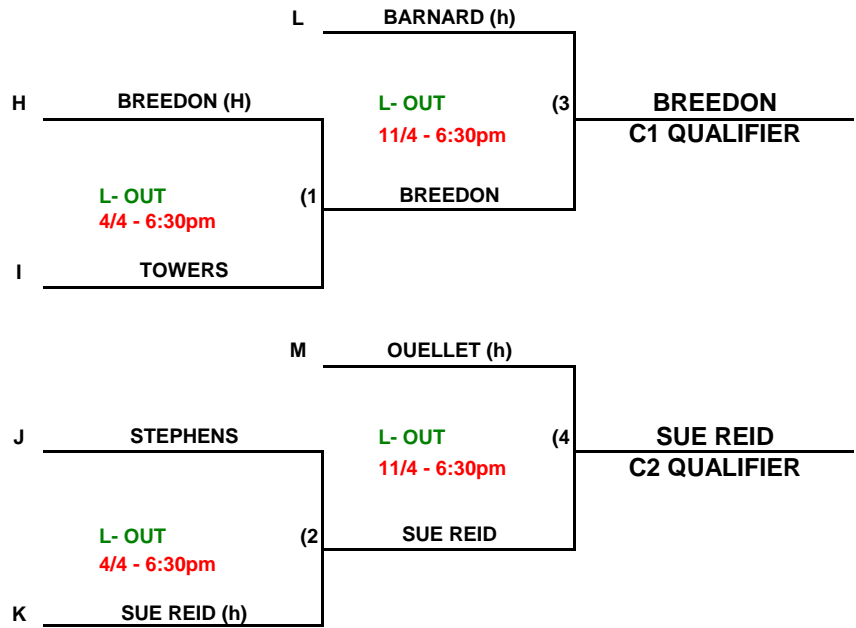 L BARNARD (h)
H BREEDON (H) L- OUT (3 BREEDON
11/4 - 6:30pm C1 QUALIFIER
L- OUT (1 BREEDON
4/4 - 6:30pm
I TOWERS
M OUELLET (h)
J STEPHENS L- OUT (4 SUE REID
11/4 - 6:30pm C2 QUALIFIER
L- OUT (2 SUE REID
4/4 - 6:30pm
K SUE REID (h)